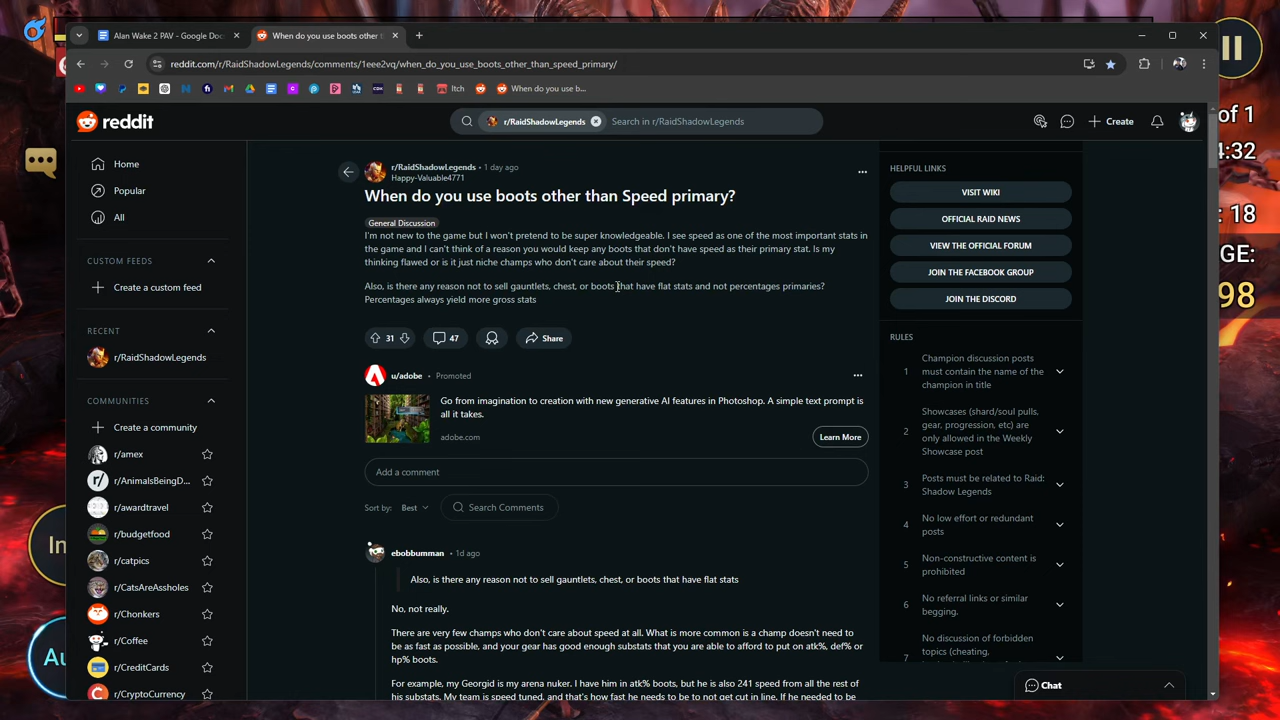 Alan Wake 2 PAV - Google Doc
When do you use boots other th
reddit.com/r/RaidShadowLegends/comments/1eee2vq/when_do_you_use_boots_other_than_speed_primary/
Itch
When do you use b...
reddit
r/RaidShadowLegends
Search in r/RaidShadowLegends
Create
Home
Popular
All
CUSTOM FEEDS
Create a custom feed
RECENT
r/RaidShadowLegends
COMMUNITIES
Create a community
r/amex
r/AnimalsBeingD...
r/awardtravel
r/budgetfood
r/catpics
r/CatsAreAssholes
r/Chonkers
r/Coffee
r/CreditCards
r/CryptoCurrency
r/RaidShadowLegends • 1 day ago
Happy-Valuable4771
When do you use boots other than Speed primary?
General Discussion
I'm not new to the game but I won't pretend to be super knowledgeable. I see speed as one of the most important stats in
the game and I can't think of a reason you would keep any boots that don't have speed as their primary stat. Is my
thinking flawed or is it just niche champs who don't care about their speed?
Also, is there any reason not to sell gauntlets, chest, or boots that have flat stats and not percentages primaries?
Percentages always yield more gross stats
31
47
Share
u/adobe • Promoted
Go from imagination to creation with new generative AI features in Photoshop. A simple text prompt is
all it takes.
adobe.com
Learn More
Add a comment
Sort by: Best
Search Comments
ebobbumman • 1d ago
Also, is there any reason not to sell gauntlets, chest, or boots that have flat stats
No, not really.
There are very few champs who don't care about speed at all. What is more common is a champ doesn't need to
be as fast as possible, and your gear has good enough substats that you are able to afford to put on atk%, def% or
hp% boots.
For example, my Georgid is my arena nuker. I have him in atk% boots, but he is also 241 speed from all the rest of
his substats. My team is speed tuned, and that's how fast he needs to be to not get cut in line. If he needed to be
HELPFUL LINKS
VISIT WIKI
OFFICIAL RAID NEWS
VIEW THE OFFICIAL FORUM
JOIN THE FACEBOOK GROUP
JOIN THE DISCORD
RULES
1 Champion discussion posts
must contain the name of the
champion in title
2 Showcases (shard/soul pulls,
gear, progression, etc) are
only allowed in the Weekly
Showcase post
3 Posts must be related to Raid:
Shadow Legends
4 No low effort or redundant
posts
5 Non-constructive content is
prohibited
6 No referral links or similar
begging.
7 No discussion of forbidden
topics (cheating,
Chat
of 1
4:32
: 18
GE:
98
In
Au